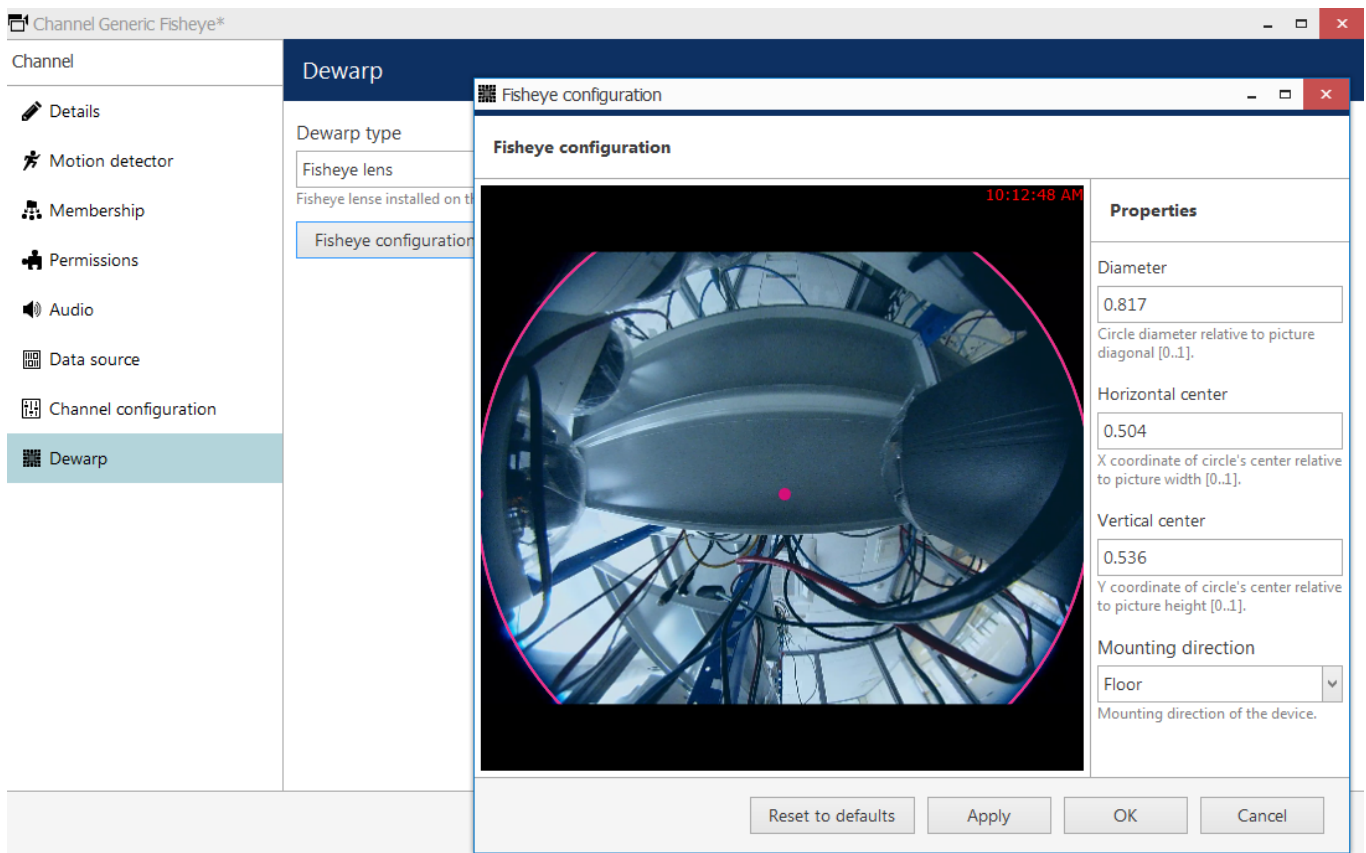 Channel Generic Fisheye*
Channel
Details
Motion detector
Membership
Permissions
Audio
Data source
Channel configuration
Dewarp
Dewarp
Dewarp type
Fisheye lens
Fisheye lense installed on
Fisheye configuration
Fisheye configuration
Fisheye configuration
10:12:48 AM
Properties
Diameter
0.817
Circle diameter relative to picture
diagonal [0..1].
Horizontal center
0.504
X coordinate of circle's center relative
to picture width [0..1].
Vertical center
0.536
Y coordinate of circle's center relative
to picture height [0..1].
Mounting direction
Floor
Mounting direction of the device.
Reset to defaults
Apply
OK
Cancel